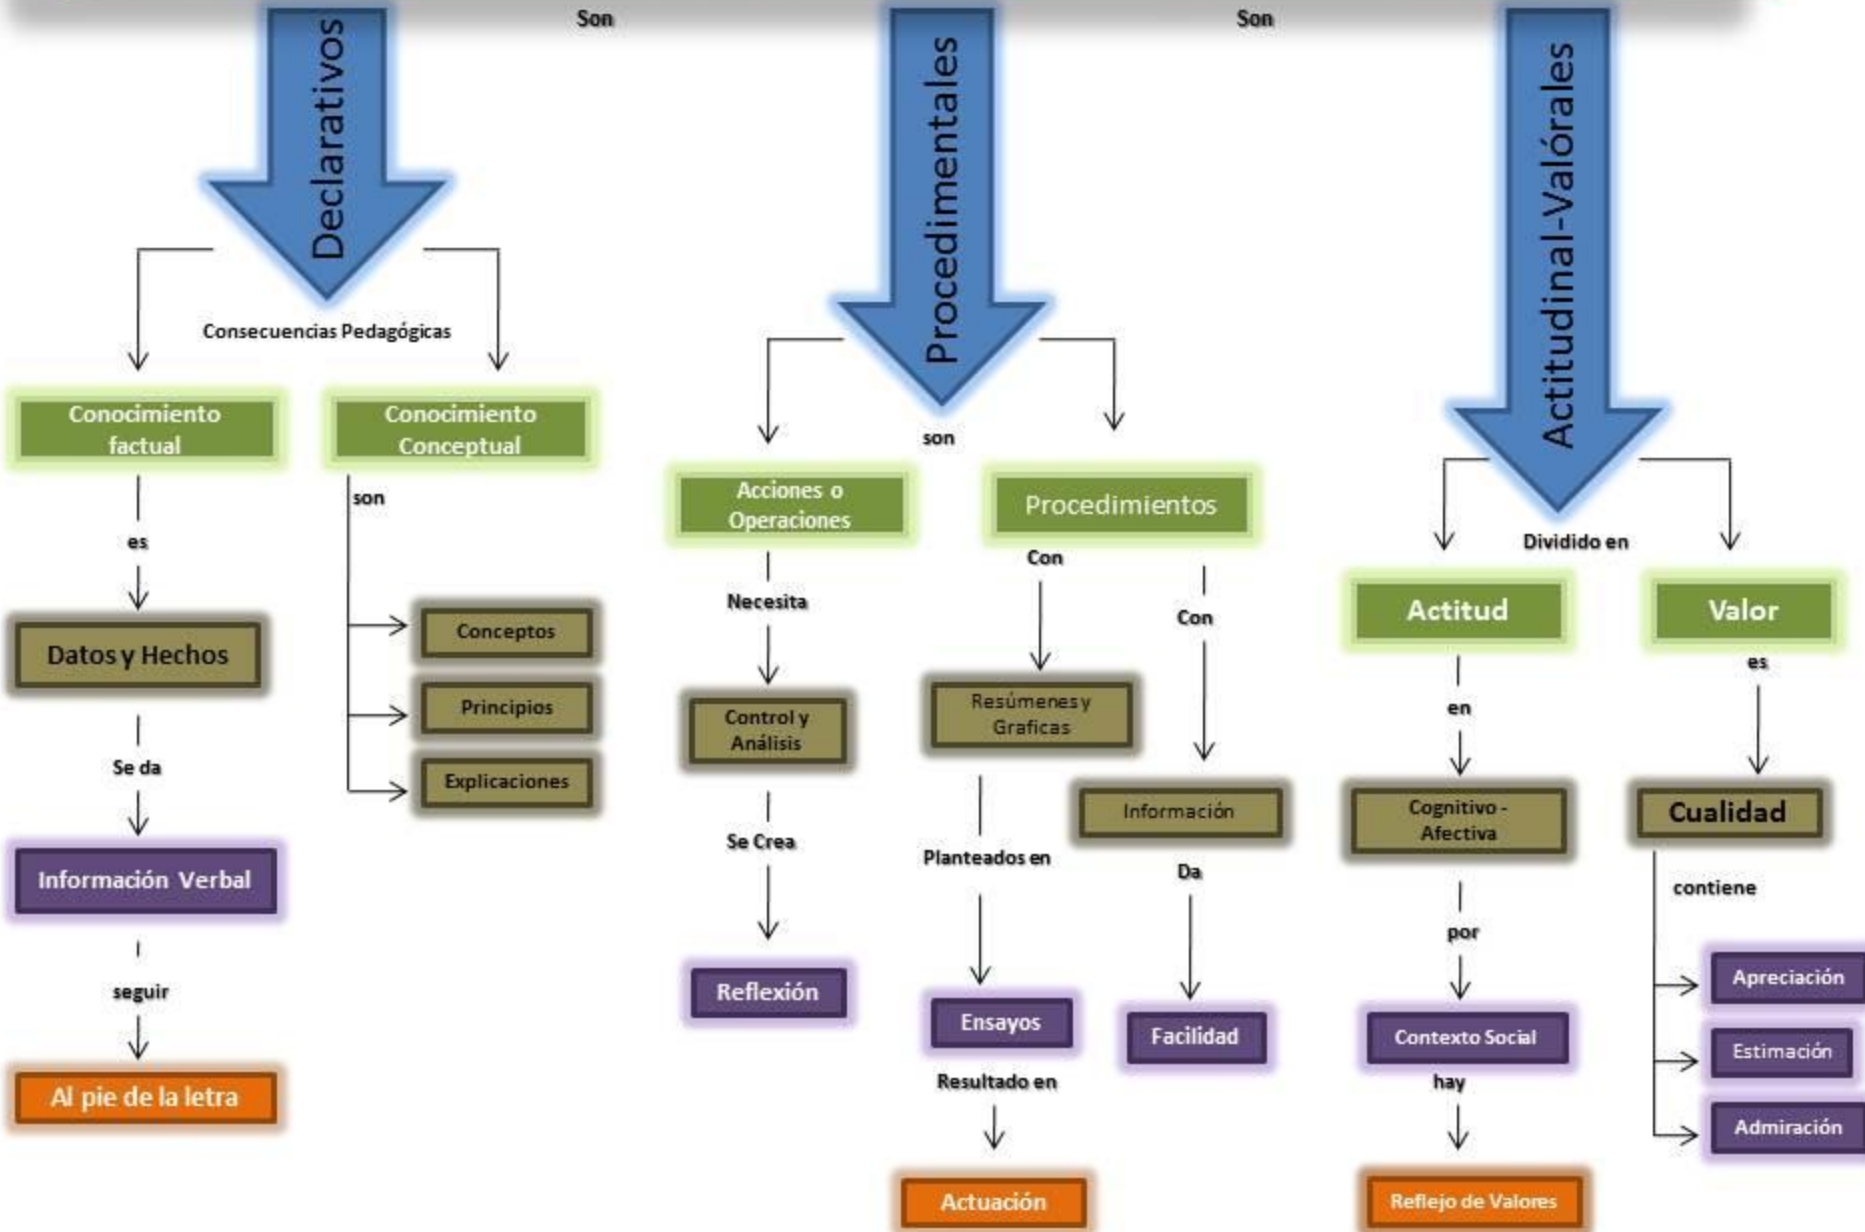 Son
Son
Declarativos
Consecuencias Pedagógicas
Conocimiento
factual
Conocimiento
Conceptual
es
son
Datos y Hechos
Conceptos
Principios
Explicaciones
Se da
Información Verbal
seguir
Al pie de la letra
Procedimentales
son
Acciones o
Operaciones
Procedimientos
Necesita
Con
Con
Control y
Análisis
Resúmenes y
Graficas
Información
Se Crea
Planteados en
Da
Reflexión
Ensayos
Facilidad
Resultado en
Actuación
Actitudinal-Valórales
Dividido en
Actitud
Valor
en
es
Cognitivo -
Afectiva
Cualidad
por
contiene
Contexto Social
Apreciación
Estimación
Admiración
hay
Reflejo de Valores